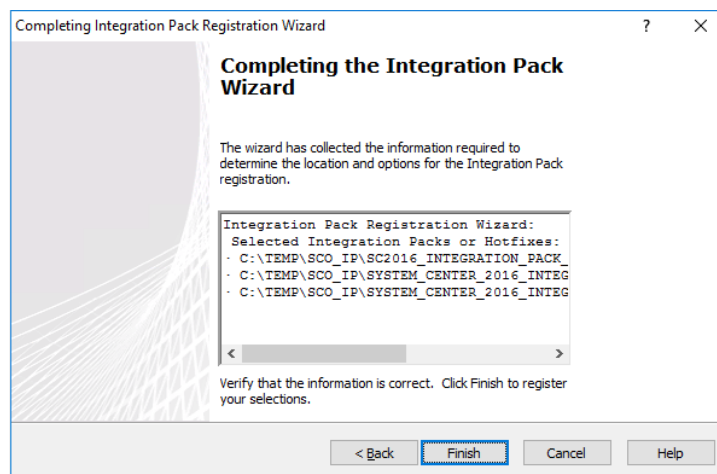 Completing Integration Pack Registration Wizard ? X
Completing the Integration Pack
Wizard
The wizard has collected the information required to
determine the location and options for the Integration Pack
registration.
Integration Pack Registration Wizard:
Selected Integration Packs or Hotfixes:
· C:\TEMP\SCO_IP\SC2016_INTEGRATION_PACK_
· C:\TEMP\SCO_IP\SYSTEM_CENTER_2016_INTEG
· C:\TEMP\SCO_IP\SYSTEM_CENTER_2016_INTEG
< >
Verify that the information is correct. Click Finish to register
your selections.
< Back Finish Cancel Help